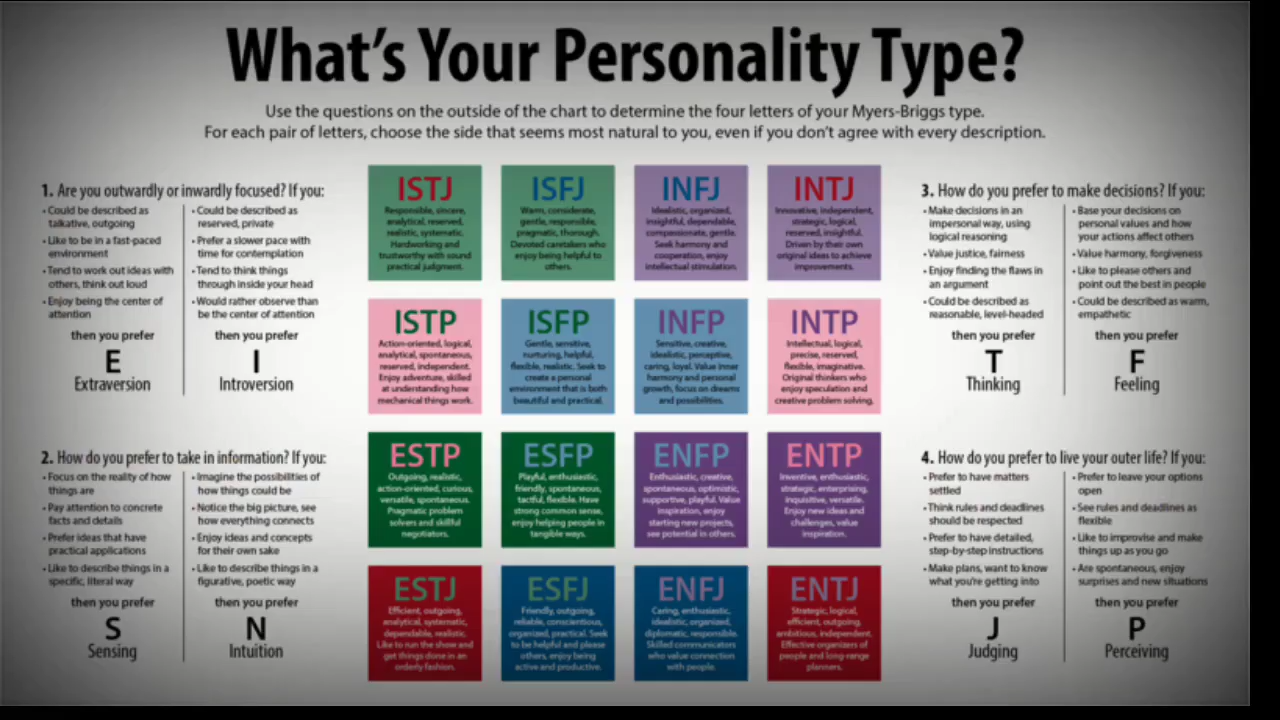 What's Your Personality Type?
Use the questions on the outside of the chart to determine the four letters of your Myers-Briggs type.
For each pair of letters, choose the side that seems most natural to you, even if you don't agree with every description.
1. Are you outwardly or inwardly focused? If you:
• Could be described as
talkative, outgoing
• Like to be in a fast-paced
environment
• Tend to work out ideas with
others, think out loud
• Enjoy being the center of
attention
then you prefer
E
Extraversion
• Could be described as
reserved, private
• Prefer a slower pace with
time for contemplation
• Tend to think things
through inside your head
• Would rather observe than
be the center of attention
then you prefer
I
Introversion
2. How do you prefer to take in information? If you:
• Focus on the reality of how
things are
• Pay attention to concrete
facts and details
• Prefer ideas that have
practical applications
• Like to describe things in a
specific, literal way
then you prefer
S
Sensing
• Imagine the possibilities of
how things could be
• Notice the big picture, see
how everything connects
• Enjoy ideas and concepts
for their own sake
• Like to describe things in a
figurative, poetic way
then you prefer
N
Intuition
ISTJ
Responsible, sincere,
analytical, reserved,
realistic, systematic.
Hardworking and
trustworthy with sound
practical judgment.
ISFJ
Warm, considerate,
gentle, responsible,
pragmatic, thorough.
Devoted caretakers who
enjoy being helpful to
others.
INFJ
Idealistic, organized,
insightful, dependable,
compassionate, gentle.
Seek harmony and
cooperation, enjoy
intellectual stimulation.
INTJ
Innovative, independent,
strategic, logical,
reserved, insightful.
Driven by their own
original ideas to achieve
improvements.
ISTP
Action-oriented, logical,
analytical, spontaneous,
reserved, independent.
Enjoy adventure, skilled
at understanding how
mechanical things work.
ISFP
Gentle, sensitive,
nurturing, helpful,
flexible, realistic. Seek to
create a personal
environment that is both
beautiful and practical.
INFP
Sensitive, creative,
idealistic, perceptive,
caring, loyal. Value inner
harmony and personal
growth, focus on dreams
and possibilities.
INTP
Intellectual, logical,
precise, reserved,
flexible, imaginative.
Original thinkers who
enjoy speculation and
creative problem solving.
ESTP
Outgoing, realistic,
action-oriented, curious,
versatile, spontaneous.
Pragmatic problem
solvers and skillful
negotiators.
ESFP
Playful, enthusiastic,
friendly, spontaneous,
tactful, flexible. Have
strong common sense,
enjoy helping people in
tangible ways.
ENFP
Enthusiastic, creative,
spontaneous, optimistic,
supportive, playful. Value
inspiration, enjoy
starting new projects,
see potential in others.
ENTP
Inventive, enthusiastic,
strategic, enterprising,
inquisitive, versatile.
Enjoy new ideas and
challenges, value
inspiration.
ESTJ
Efficient, outgoing,
analytical, systematic,
dependable, realistic.
Like to run the show and
get things done in an
orderly fashion.
ESFJ
Friendly, outgoing,
reliable, conscientious,
organized, practical. Seek
to be helpful and please
others, enjoy being
active and productive.
ENFJ
Caring, enthusiastic,
idealistic, organized,
diplomatic, responsible.
Skilled communicators
who value connection
with people.
ENTJ
Strategic, logical,
efficient, outgoing,
ambitious, independent.
Effective organizers of
people and long-range
planners.
3. How do you prefer to make decisions? If you:
• Make decisions in an
impersonal way, using
logical reasoning
• Value justice, fairness
• Enjoy finding the flaws in
an argument
• Could be described as
reasonable, level-headed
then you prefer
T
Thinking
• Base your decisions on
personal values and how
your actions affect others
• Value harmony, forgiveness
• Like to please others and
point out the best in people
• Could be described as warm,
empathetic
then you prefer
F
Feeling
4. How do you prefer to live your outer life? If you:
• Prefer to have matters
settled
• Think rules and deadlines
should be respected
• Prefer to have detailed,
step-by-step instructions
• Make plans, want to know
what you're getting into
then you prefer
J
Judging
• Prefer to leave your options
open
• See rules and deadlines as
flexible
• Like to improvise and make
things up as you go
• Are spontaneous, enjoy
surprises and new situations
then you prefer
P
Perceiving